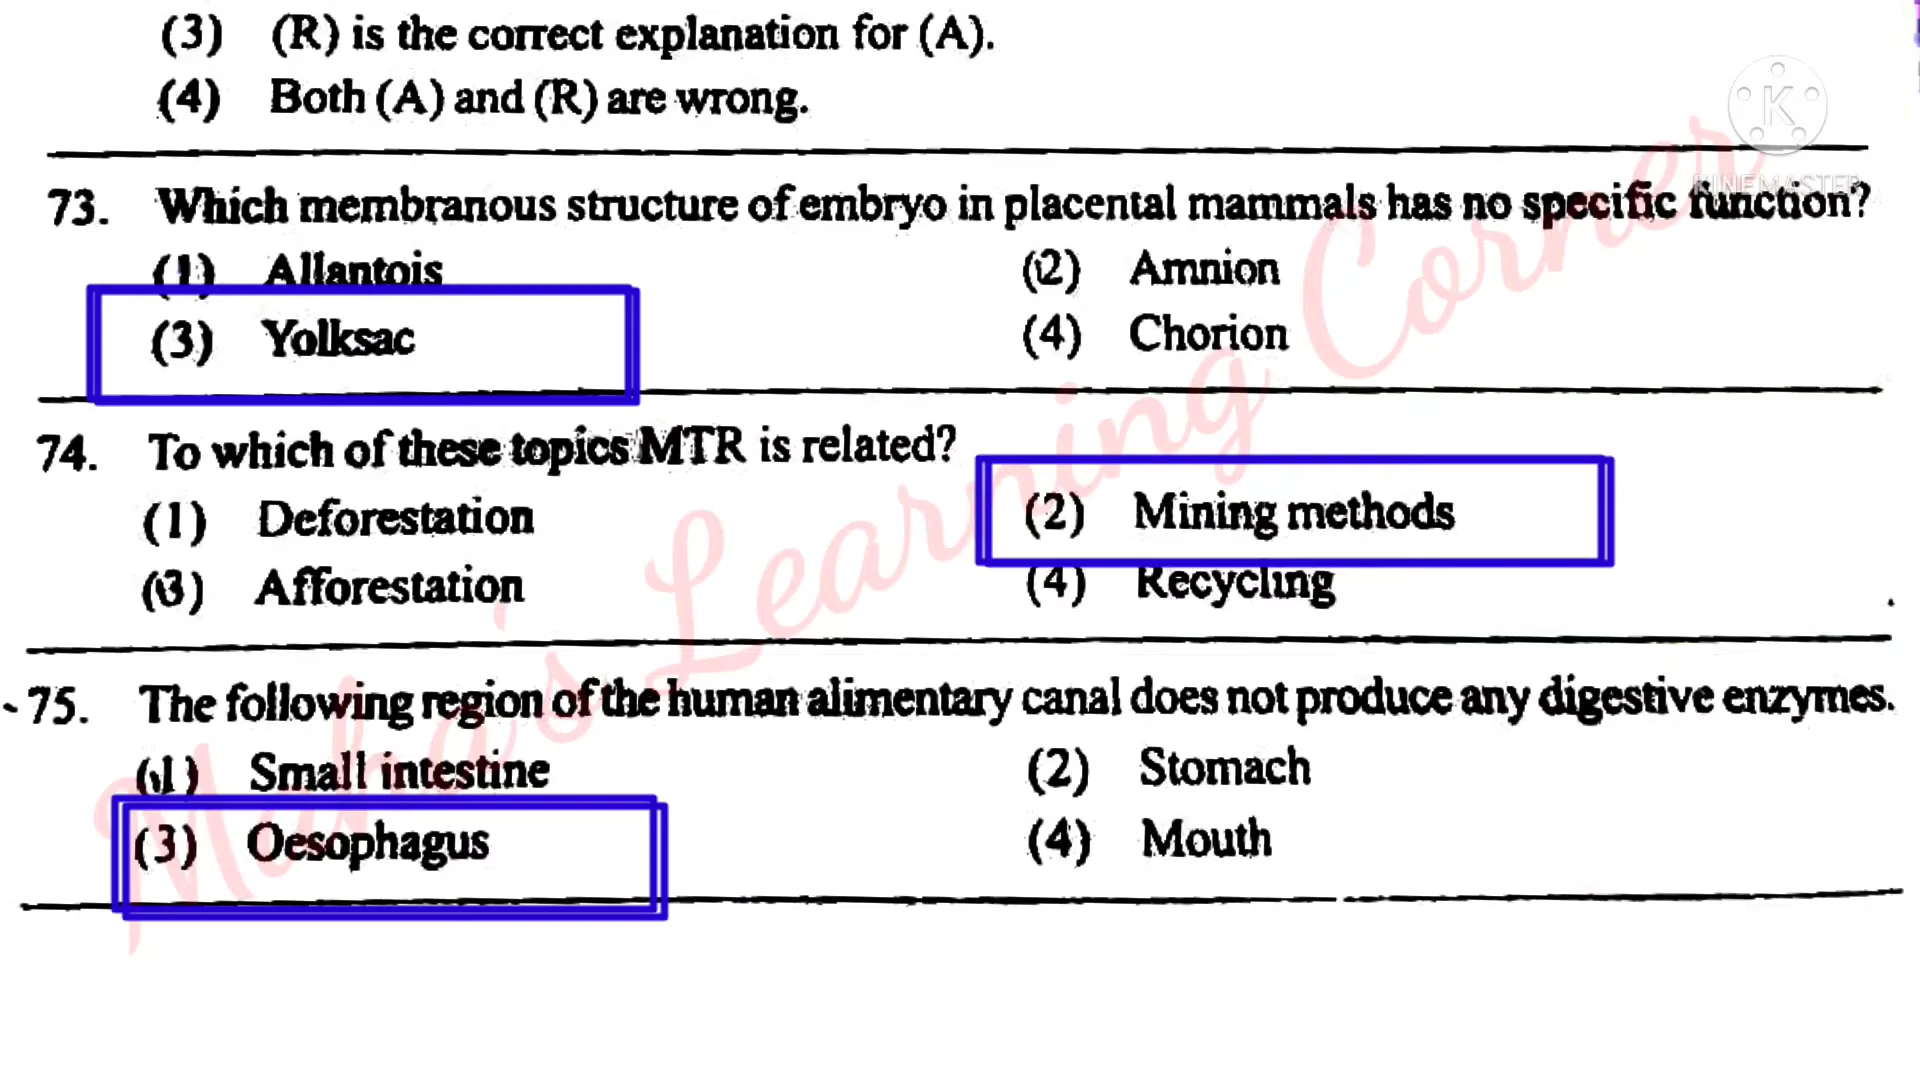 (3) (R) is the correct explanation for (A).
(4) Both (A) and (R) are wrong.
K
KINEMASTER
73. Which membranous structure of embryo in placental mammals has no specific function?
(1) Allantois (2) Amnion
(3) Yolksac (4) Chorion
74. To which of these topics MTR is related?
(1) Deforestation (2) Mining methods
(3) Afforestation (4) Recycling
75. The following region of the human alimentary canal does not produce any digestive enzymes.
(1) Small intestine (2) Stomach
(3) Oesophagus (4) Mouth
Maha's Learning Corner